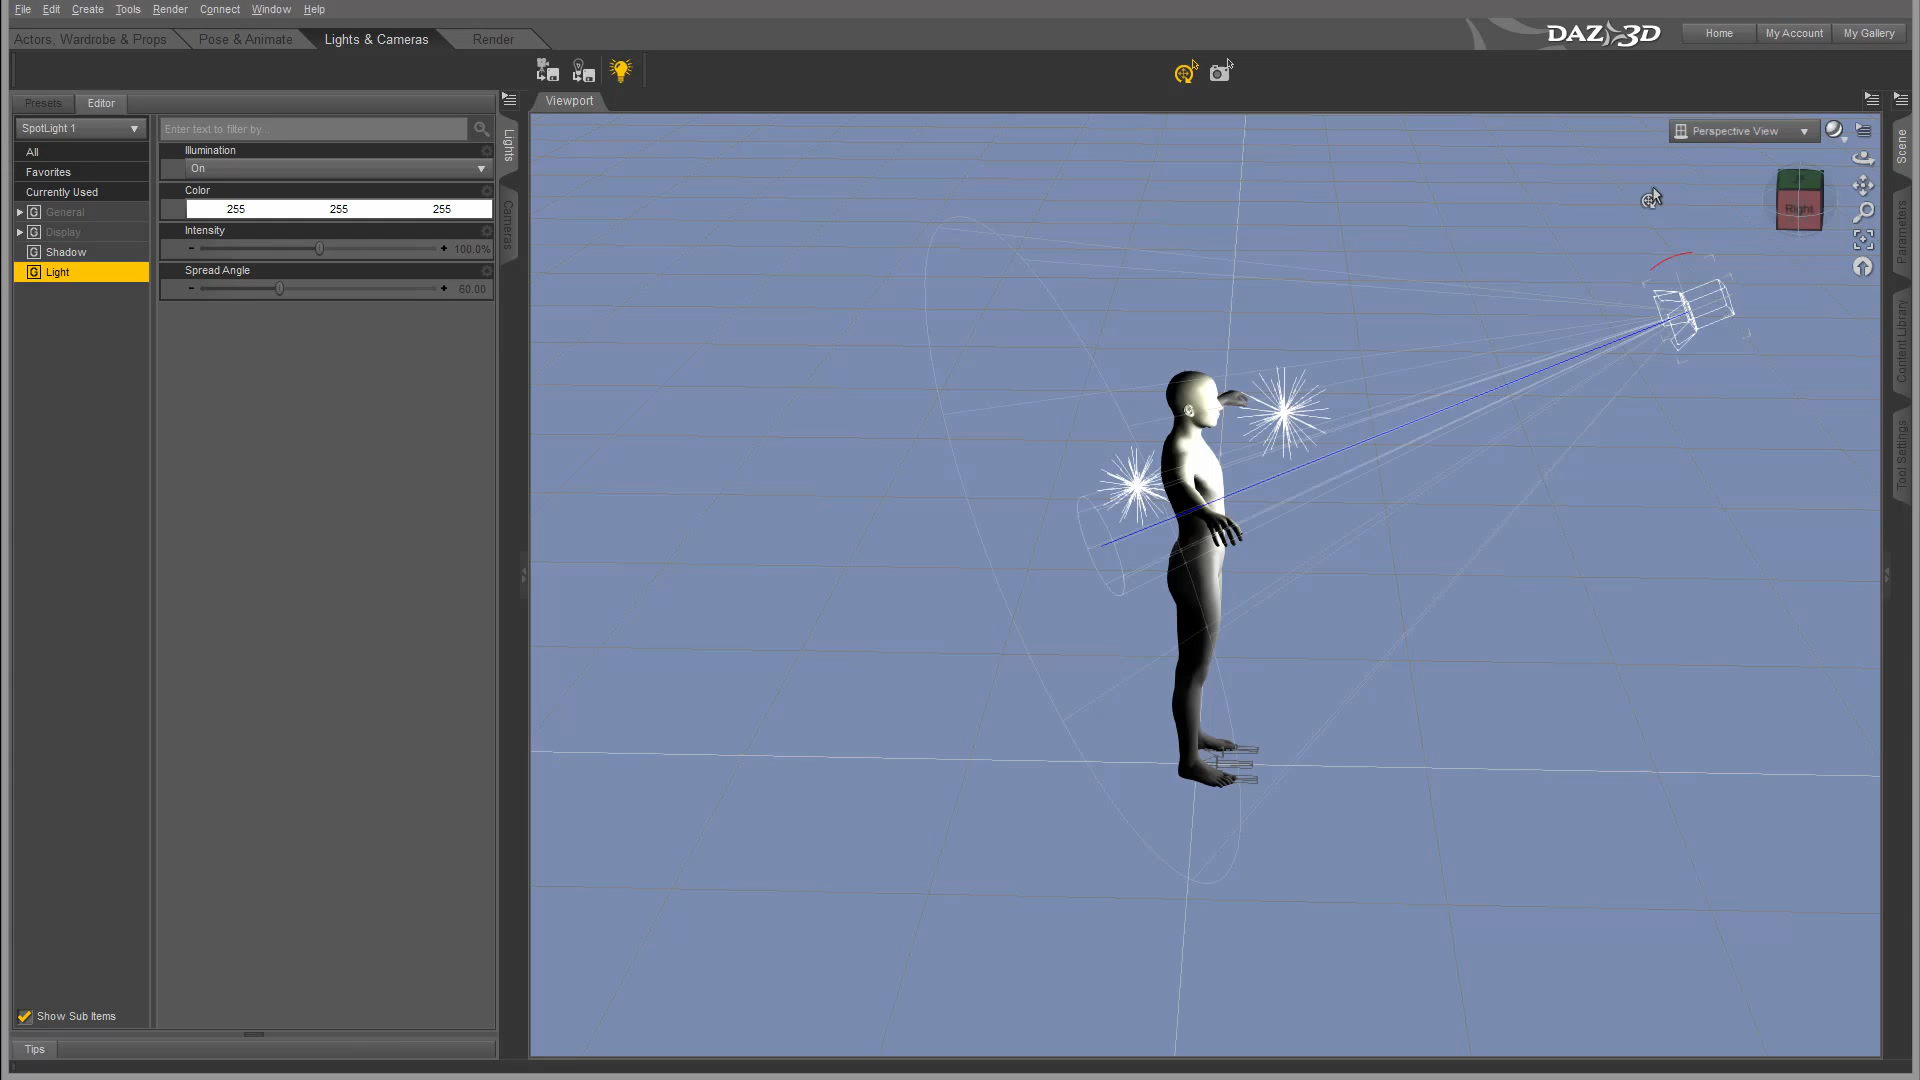 File Edit Create Tools Render Connect Window Help
Actors, Wardrobe & Props Pose & Animate Lights & Cameras Render
DAZ 3D Home My Account My Gallery
Presets Editor
Viewport
SpotLight 1
Enter text to filter by...
All
Favorites
Currently Used
G General
G Display
G Shadow
G Light
Illumination
On
Color
255 255 255
Intensity
- + 100.0%
Spread Angle
- + 60.00
Lights
Cameras
Perspective View
Right
Scene
Parameters
Content Library
Tool Settings
Show Sub Items
Tips